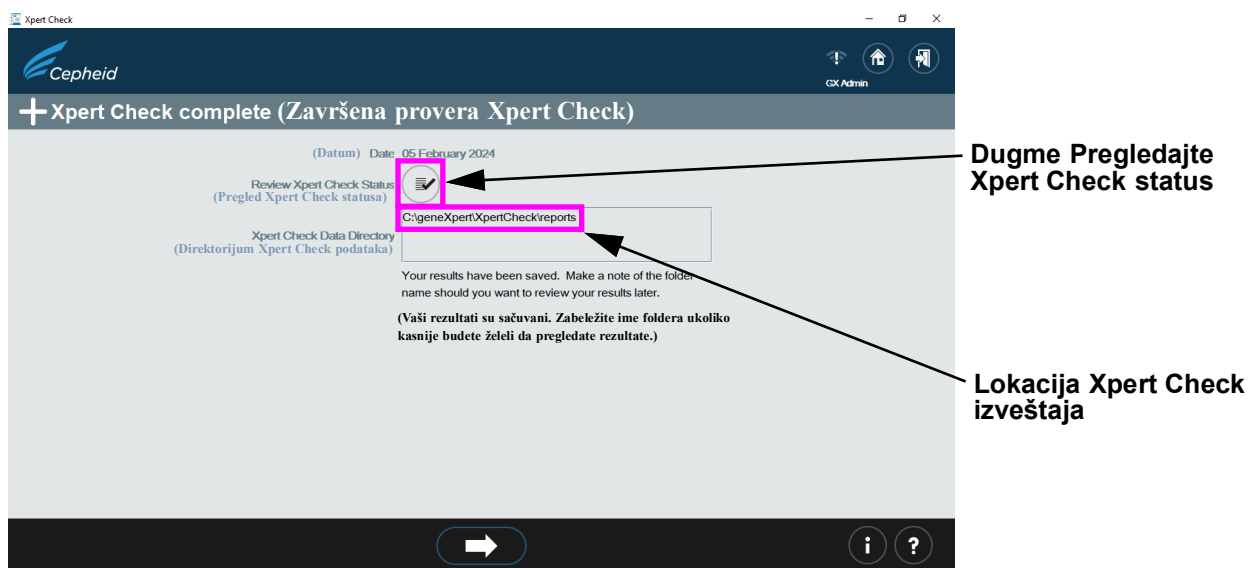 Xpert Check
Cepheid
GX Admin
Xpert Check complete (Završena provera Xpert Check)
(Datum) Date 05 February 2024
Review Xpert Check Status
(Pregled Xpert Check statusa)
C:\geneXpert\XpertCheck\reports
Xpert Check Data Directory
(Direktorijum Xpert Check podataka)
Your results have been saved. Make a note of the folder
name should you want to review your results later.
(Vaši rezultati su sačuvani. Zabeležite ime foldera ukoliko
kasnije budete želeli da pregledate rezultate.)
Dugme Pregledajte
Xpert Check status
Lokacija Xpert Check
izveštaja
i ?